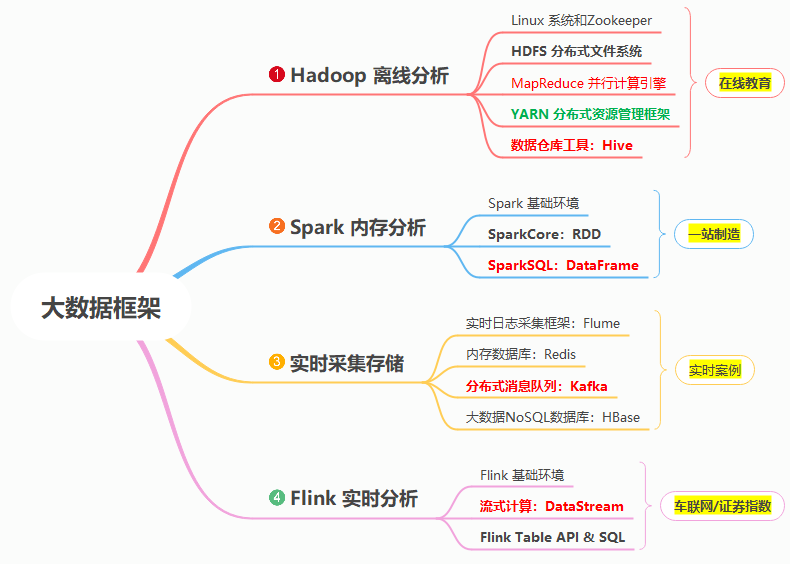 大数据框架
1 Hadoop 离线分析
Linux 系统和Zookeeper
HDFS 分布式文件系统
MapReduce 并行计算引擎
YARN 分布式资源管理框架
数据仓库工具：Hive
在线教育
2 Spark 内存分析
Spark 基础环境
SparkCore：RDD
SparkSQL：DataFrame
一站制造
3 实时采集存储
实时日志采集框架：Flume
内存数据库：Redis
分布式消息队列：Kafka
大数据NoSQL数据库：HBase
实时案例
4 Flink 实时分析
Flink 基础环境
流式计算：DataStream
Flink Table API & SQL
车联网/证券指数